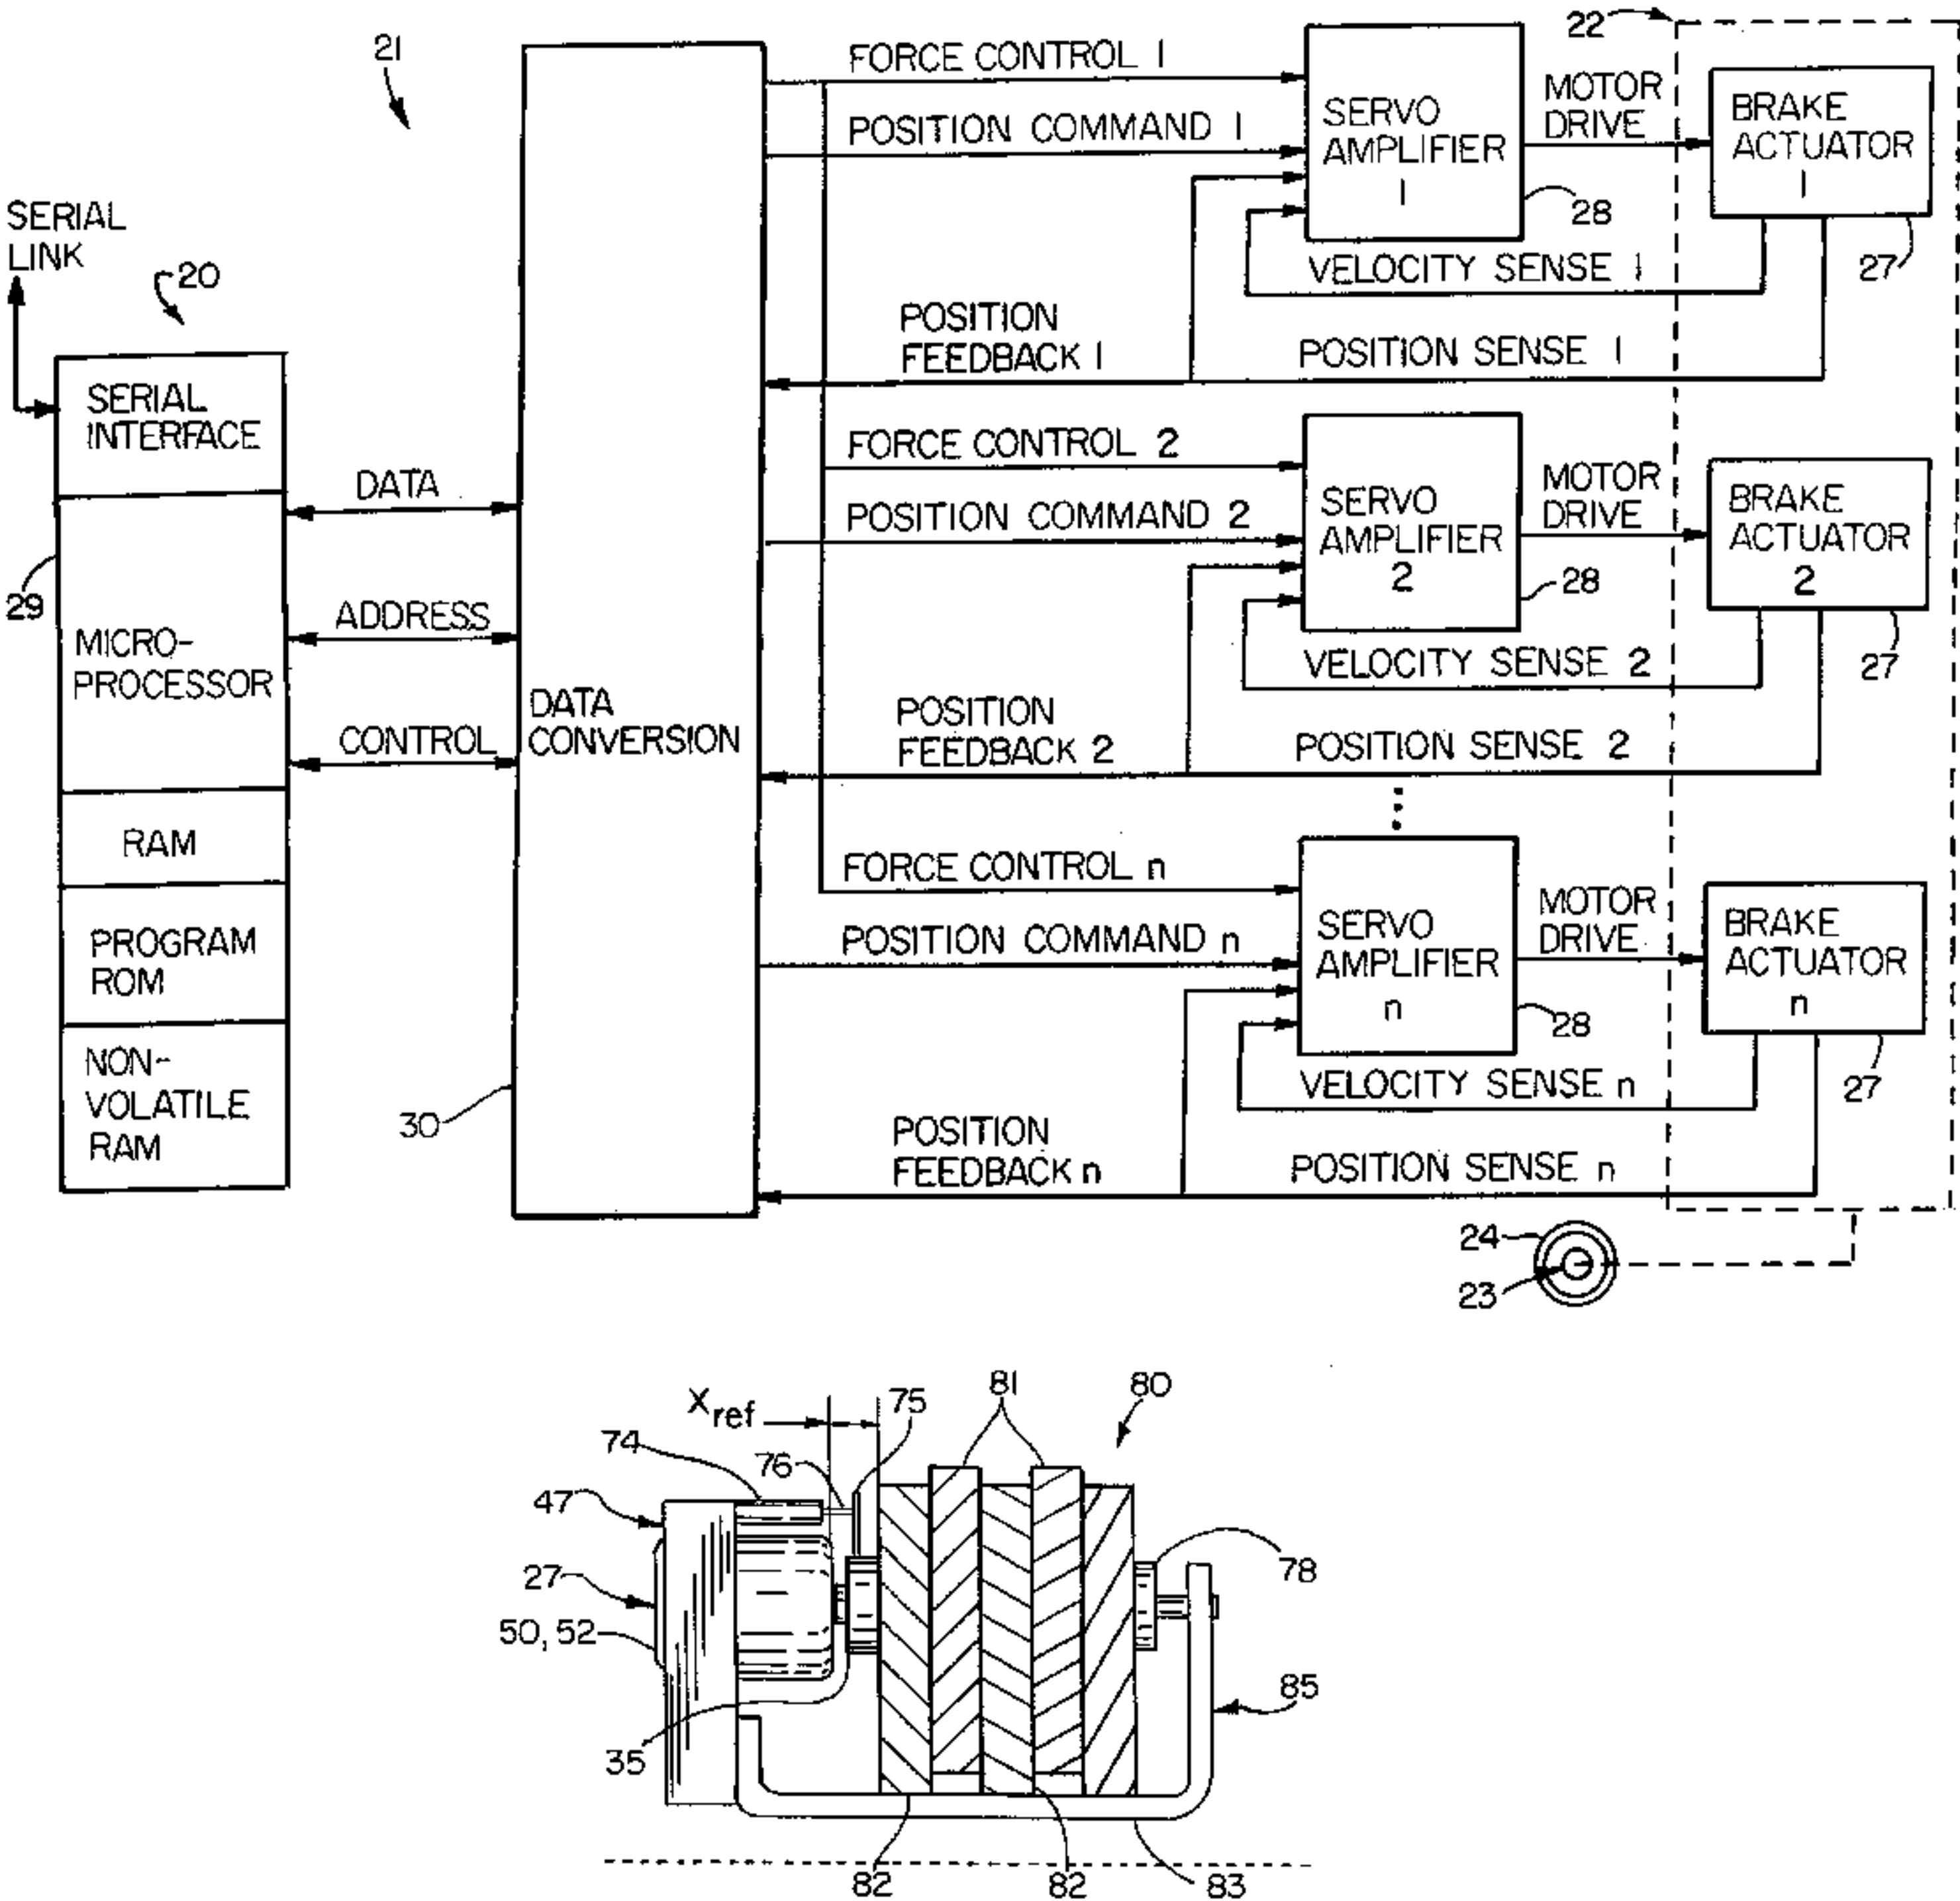 21
22
FORCE CONTROL 1
POSITION COMMAND 1
SERVO
AMPLIFIER
1
MOTOR
DRIVE
BRAKE
ACTUATOR
1
28
27
VELOCITY SENSE 1
POSITION
FEEDBACK 1
POSITION SENSE 1
SERIAL
LINK
20
SERIAL
INTERFACE
29
MICRO-
PROCESSOR
RAM
PROGRAM
ROM
NON-
VOLATILE
RAM
DATA
ADDRESS
CONTROL
DATA
CONVERSION
30
FORCE CONTROL 2
POSITION COMMAND 2
SERVO
AMPLIFIER
2
MOTOR
DRIVE
BRAKE
ACTUATOR
2
28
27
VELOCITY SENSE 2
POSITION
FEEDBACK 2
POSITION SENSE 2
FORCE CONTROL n
POSITION COMMAND n
SERVO
AMPLIFIER
n
MOTOR
DRIVE
BRAKE
ACTUATOR
n
28
27
VELOCITY SENSE n
POSITION
FEEDBACK n
POSITION SENSE n
24
23
Xref
75
81
80
74
76
47
27
50, 52
78
35
85
82
82
83